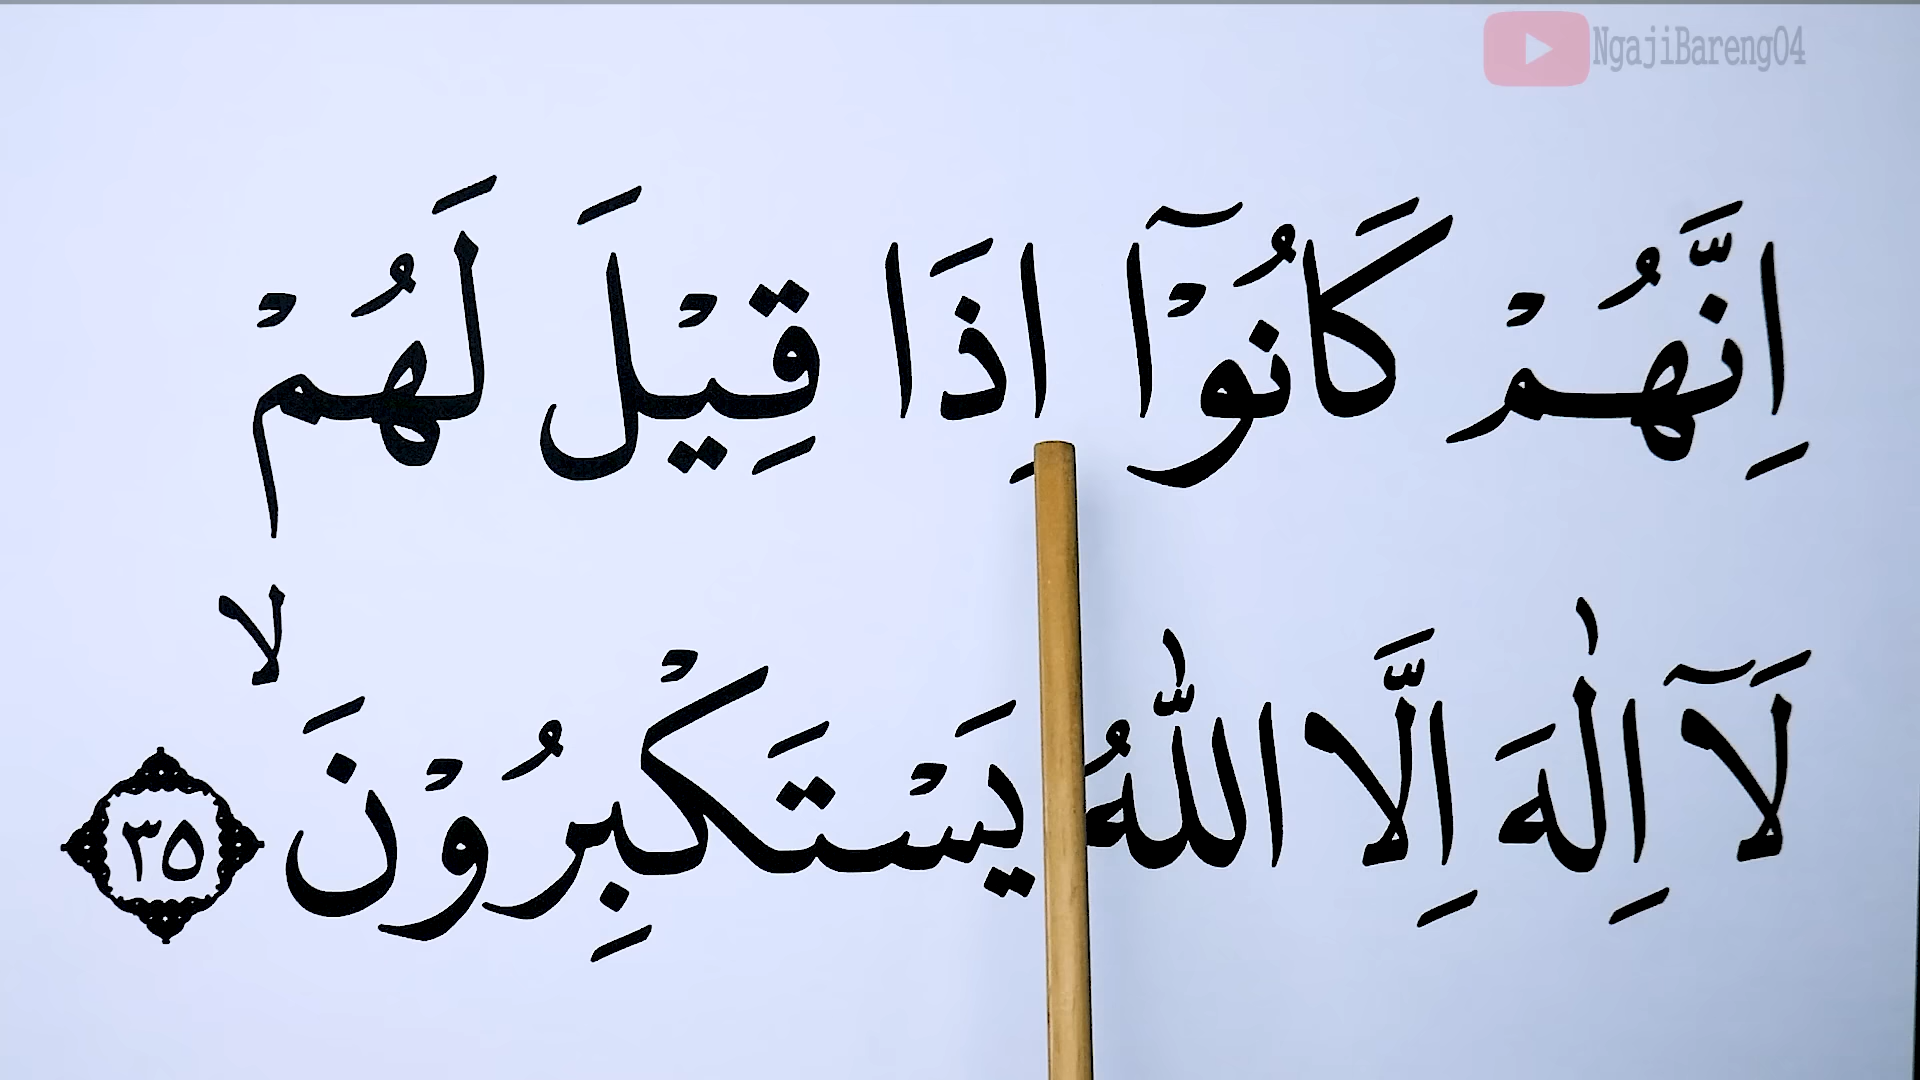 NgajiBareng04
اِنَّهُمْ كَانُوْٓا اِذَا قِيْلَ لَهُمْ
لَآ اِلٰهَ اِلَّا اللّٰهُ يَسْتَكْبِرُوْنَ ۙ ٣٥